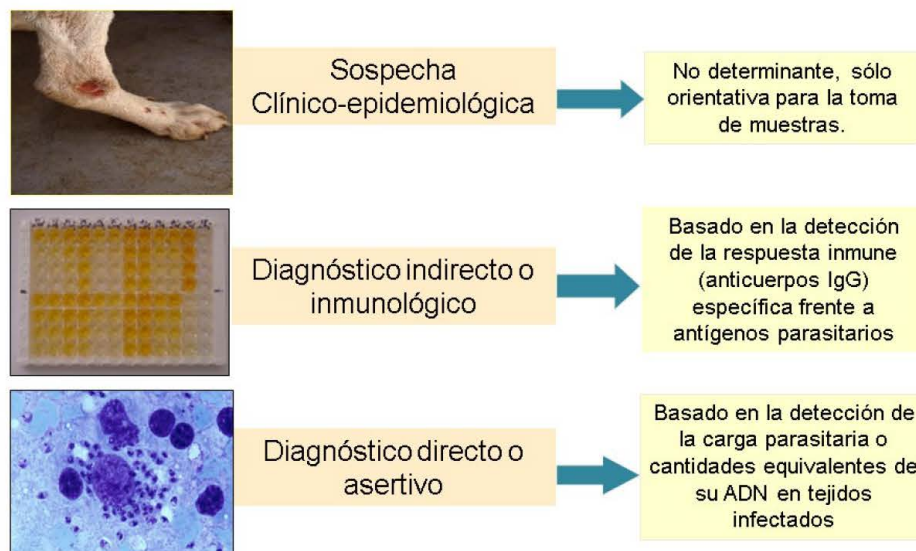 Sospecha
Clínico-epidemiológica
No determinante, sólo
orientativa para la toma
de muestras.
Diagnóstico indirecto o
inmunológico
Basado en la detección
de la respuesta inmune
(anticuerpos IgG)
específica frente a
antígenos parasitarios
Diagnóstico directo o
asertivo
Basado en la detección de
la carga parasitaria o
cantidades equivalentes de
su ADN en tejidos
infectados